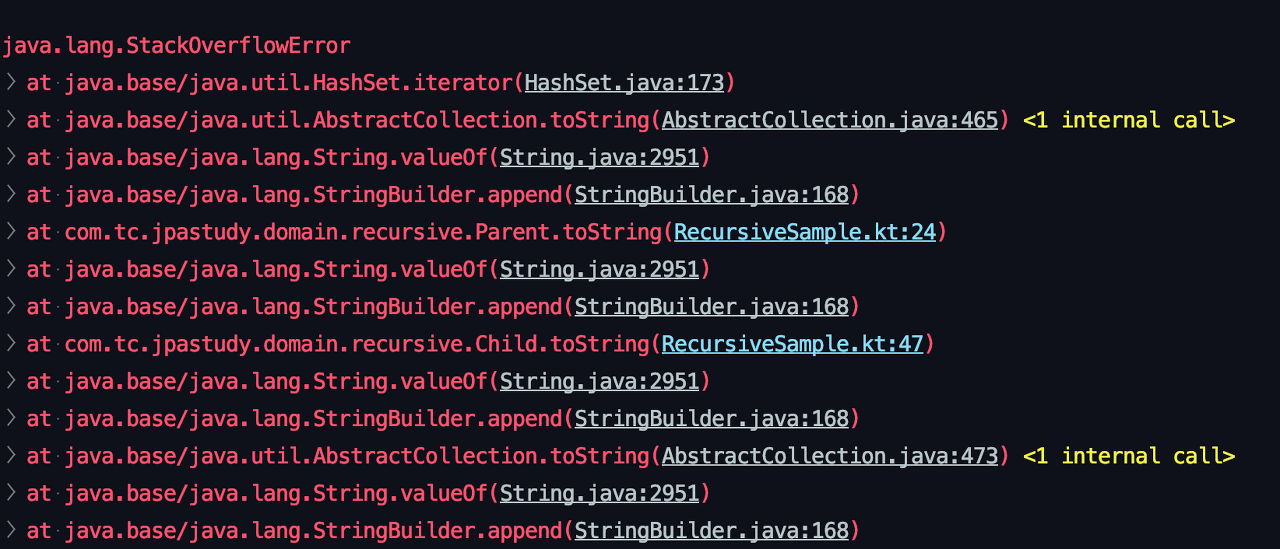 java.lang.StackOverflowError
at java.base/java.util.HashSet.iterator(HashSet.java:173)
at java.base/java.util.AbstractCollection.toString(AbstractCollection.java:465) <1 internal call>
at java.base/java.lang.String.valueOf(String.java:2951)
at java.base/java.lang.StringBuilder.append(StringBuilder.java:168)
at com.tc.jpastudy.domain.recursive.Parent.toString(RecursiveSample.kt:24)
at java.base/java.lang.String.valueOf(String.java:2951)
at java.base/java.lang.StringBuilder.append(StringBuilder.java:168)
at com.tc.jpastudy.domain.recursive.Child.toString(RecursiveSample.kt:47)
at java.base/java.lang.String.valueOf(String.java:2951)
at java.base/java.lang.StringBuilder.append(StringBuilder.java:168)
at java.base/java.util.AbstractCollection.toString(AbstractCollection.java:473) <1 internal call>
at java.base/java.lang.String.valueOf(String.java:2951)
at java.base/java.lang.StringBuilder.append(StringBuilder.java:168)